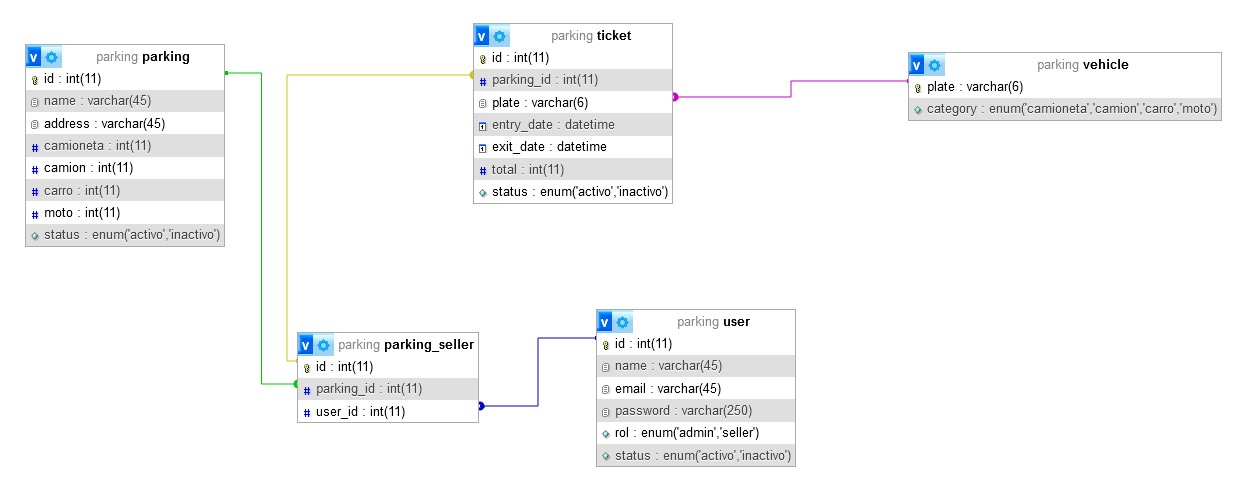 parking parking
id : int(11)
name : varchar(45)
address : varchar(45)
camioneta : int(11)
camion : int(11)
carro : int(11)
moto : int(11)
status : enum('activo','inactivo')
parking ticket
id : int(11)
parking_id : int(11)
plate : varchar(6)
entry_date : datetime
exit_date : datetime
total : int(11)
status : enum('activo','inactivo')
parking vehicle
plate : varchar(6)
category : enum('camioneta','camion','carro','moto')
parking parking_seller
id : int(11)
parking_id : int(11)
user_id : int(11)
parking user
id : int(11)
name : varchar(45)
email : varchar(45)
password : varchar(250)
rol : enum('admin','seller')
status : enum('activo','inactivo')